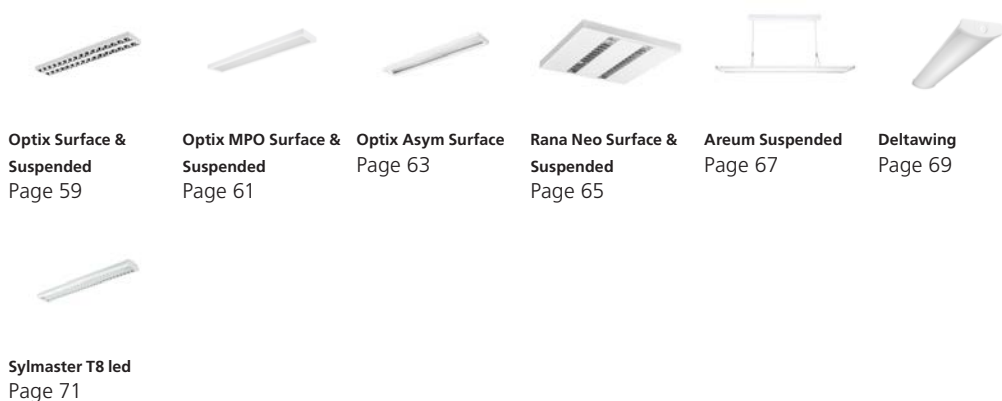 Optix Surface &
Suspended
Page 59
Optix MPO Surface &
Suspended
Page 61
Optix Asym Surface
Page 63
Rana Neo Surface &
Suspended
Page 65
Areum Suspended
Page 67
Deltawing
Page 69
Sylmaster T8 led
Page 71